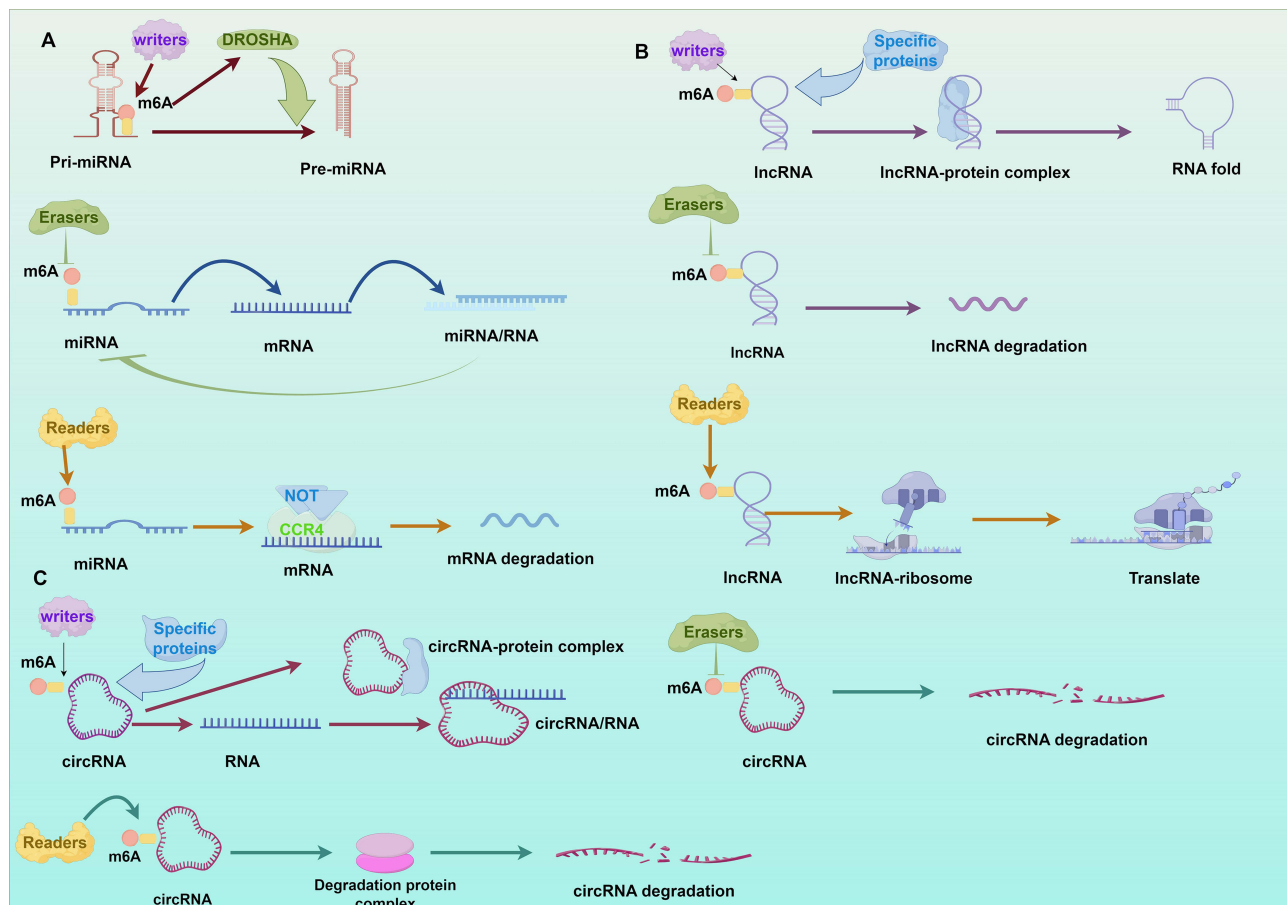 A
writers
DROSHA
m6A
Pri-miRNA
Pre-miRNA
Erasers
m6A
miRNA
mRNA
miRNA/RNA
Readers
m6A
miRNA
NOT
CCR4
mRNA
mRNA degradation
B
writers
Specific
proteins
m6A
lncRNA
lncRNA-protein complex
RNA fold
Erasers
m6A
lncRNA
lncRNA degradation
Readers
m6A
lncRNA
lncRNA-ribosome
Translate
C
writers
m6A
Specific
proteins
circRNA
RNA
circRNA-protein complex
circRNA/RNA
Erasers
m6A
circRNA
circRNA degradation
Readers
m6A
circRNA
Degradation protein
complex
circRNA degradation